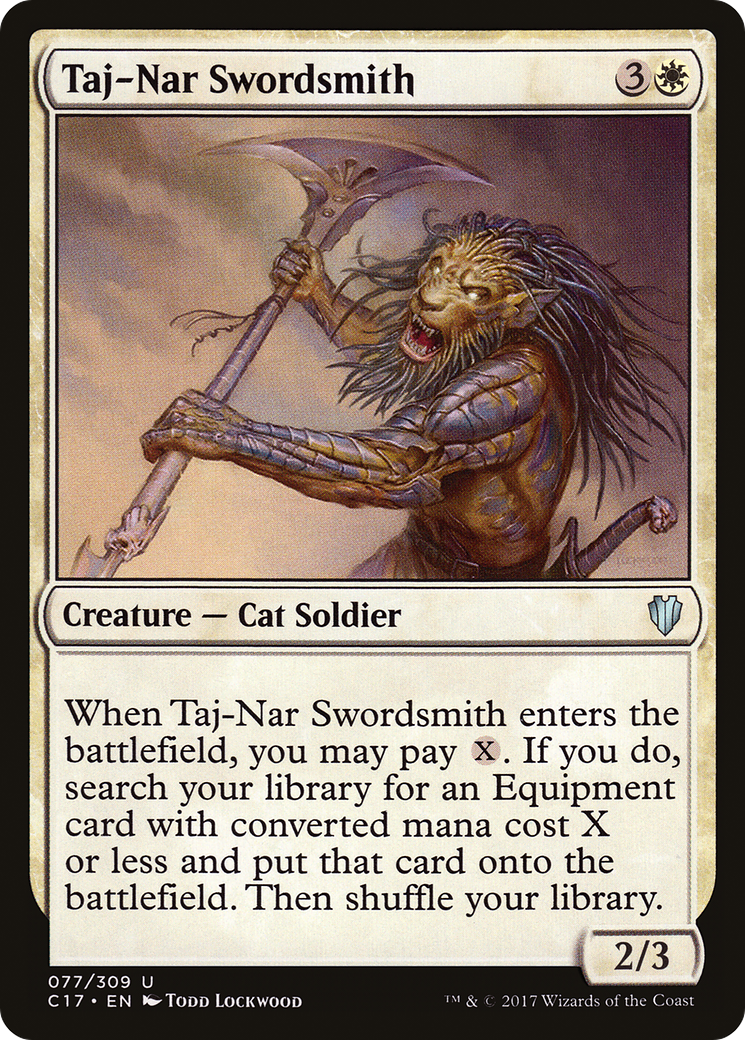 Taj-Nar Swordsmith 3
Creature — Cat Soldier
When Taj-Nar Swordsmith enters the
battlefield, you may pay X. If you do,
search your library for an Equipment
card with converted mana cost X
or less and put that card onto the
battlefield. Then shuffle your library.
2/3
077/309 U
C17 • EN Todd Lockwood
™ & © 2017 Wizards of the Coast